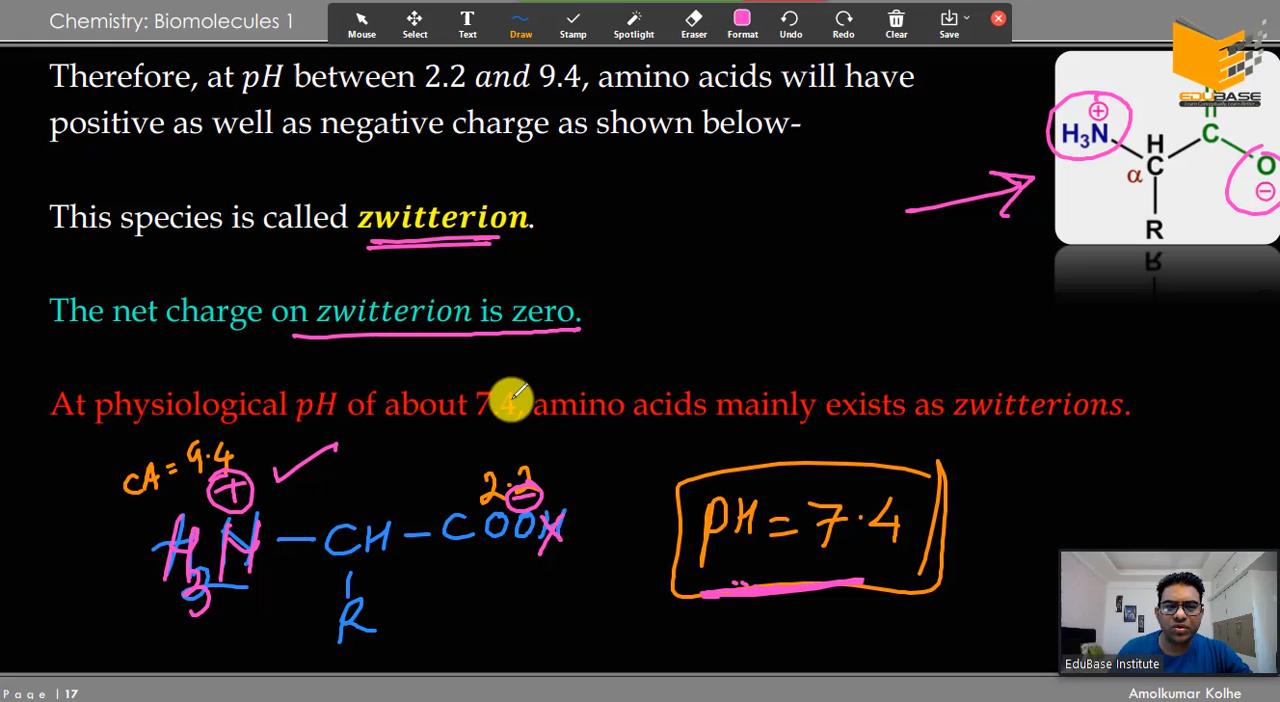 Chemistry: Biomolecules 1
Mouse Select Text Draw Stamp Spotlight Eraser Format Undo Redo Clear Save
EDUBASE
Therefore, at pH between 2.2 and 9.4, amino acids will have
positive as well as negative charge as shown below-
H₃N ⊕ H C α C O ⊖ R
This species is called zwitterion.
The net charge on zwitterion is zero.
At physiological pH of about 7.4, amino acids mainly exists as zwitterions.
CA = 9.4
2.2
H₃N ⊕ — CH — COOH ⊖
R
pH = 7.4
EduBase Institute
Page | 17
Amolkumar Kolhe